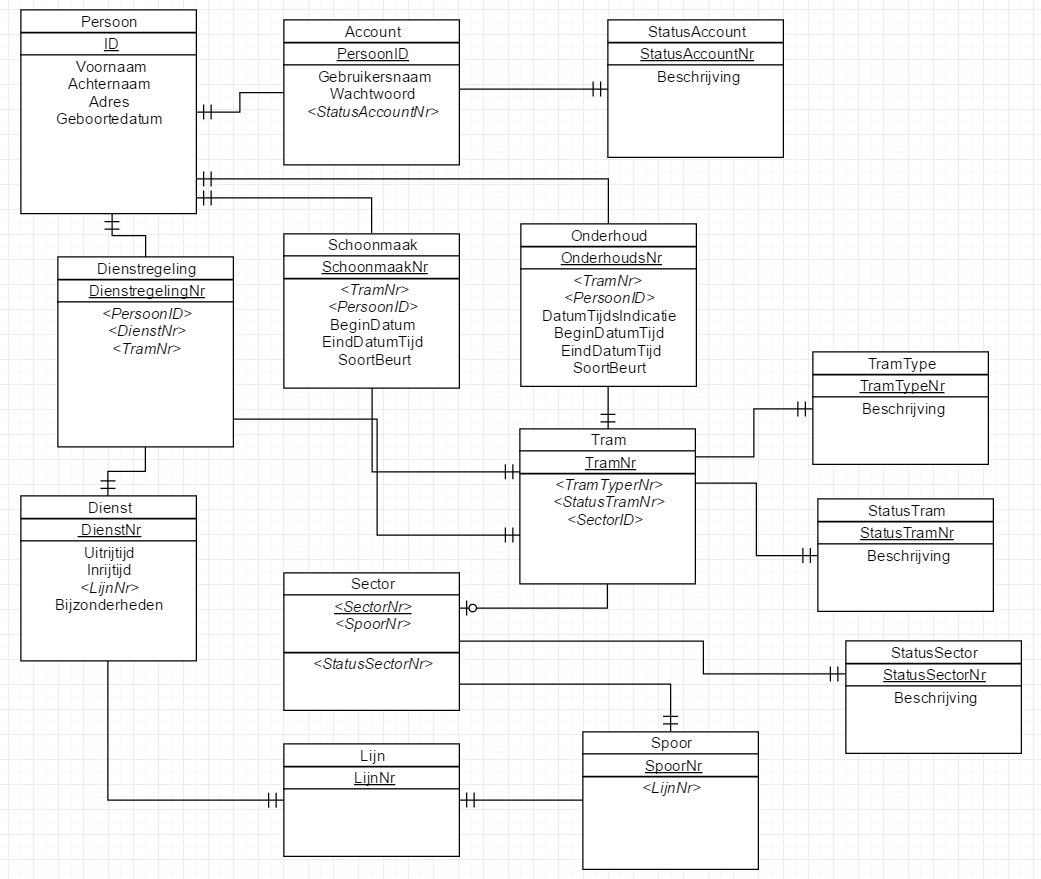 Persoon
ID
Voornaam
Achternaam
Adres
Geboortedatum
Account
PersoonID
Gebruikersnaam
Wachtwoord
<StatusAccountNr>
StatusAccount
StatusAccountNr
Beschrijving
Dienstregeling
DienstregelingNr
<PersoonID>
<DienstNr>
<TramNr>
Schoonmaak
SchoonmaakNr
<TramNr>
<PersoonID>
BeginDatum
EindDatumTijd
SoortBeurt
Onderhoud
OnderhoudsNr
<TramNr>
<PersoonID>
DatumTijdsIndicatie
BeginDatumTijd
EindDatumTijd
SoortBeurt
TramType
TramTypeNr
Beschrijving
Tram
TramNr
<TramTyperNr>
<StatusTramNr>
<SectorID>
Dienst
DienstNr
Uitrijtijd
Inrijtijd
<LijnNr>
Bijzonderheden
StatusTram
StatusTramNr
Beschrijving
Sector
<SectorNr>
<SpoorNr>
<StatusSectorNr>
StatusSector
StatusSectorNr
Beschrijving
Lijn
LijnNr
Spoor
SpoorNr
<LijnNr>